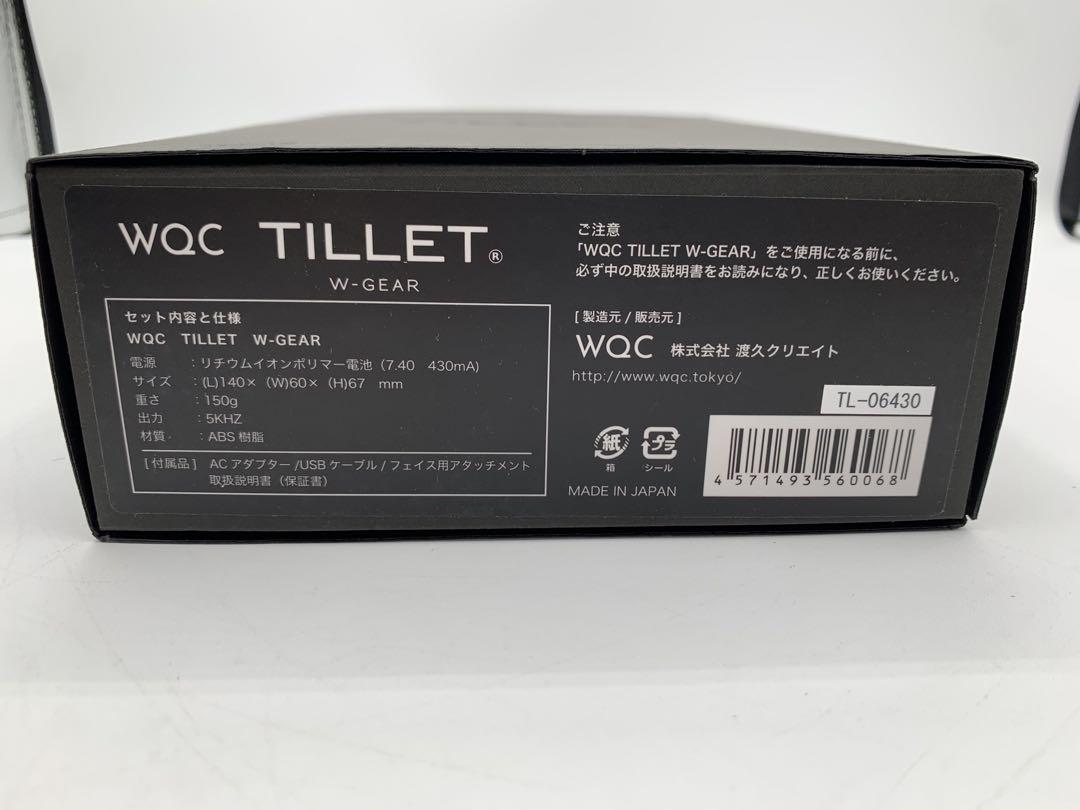 WQC TILLET®
W-GEAR
セット内容と仕様
WQC TILLET W-GEAR
電源 : リチウムイオンポリマー電池（7.40 430mA）
サイズ : (L)140×（W)60×（H)67 mm
重さ : 150g
出力 : 5KHZ
材質 : ABS 樹脂
[ 付属品 ] AC アダプター /USB ケーブル / フェイス用アタッチメント
取扱説明書（保証書）
ご注意
「WQC TILLET W-GEAR」をご使用になる前に、
必ず中の取扱説明書をお読みになり、正しくお使いください。
[ 製造元 / 販売元 ]
WQC 株式会社 渡久クリエイト
http://www.wqc.tokyo/
TL-06430
紙 プラ
箱 シール
MADE IN JAPAN
4 571493 560068